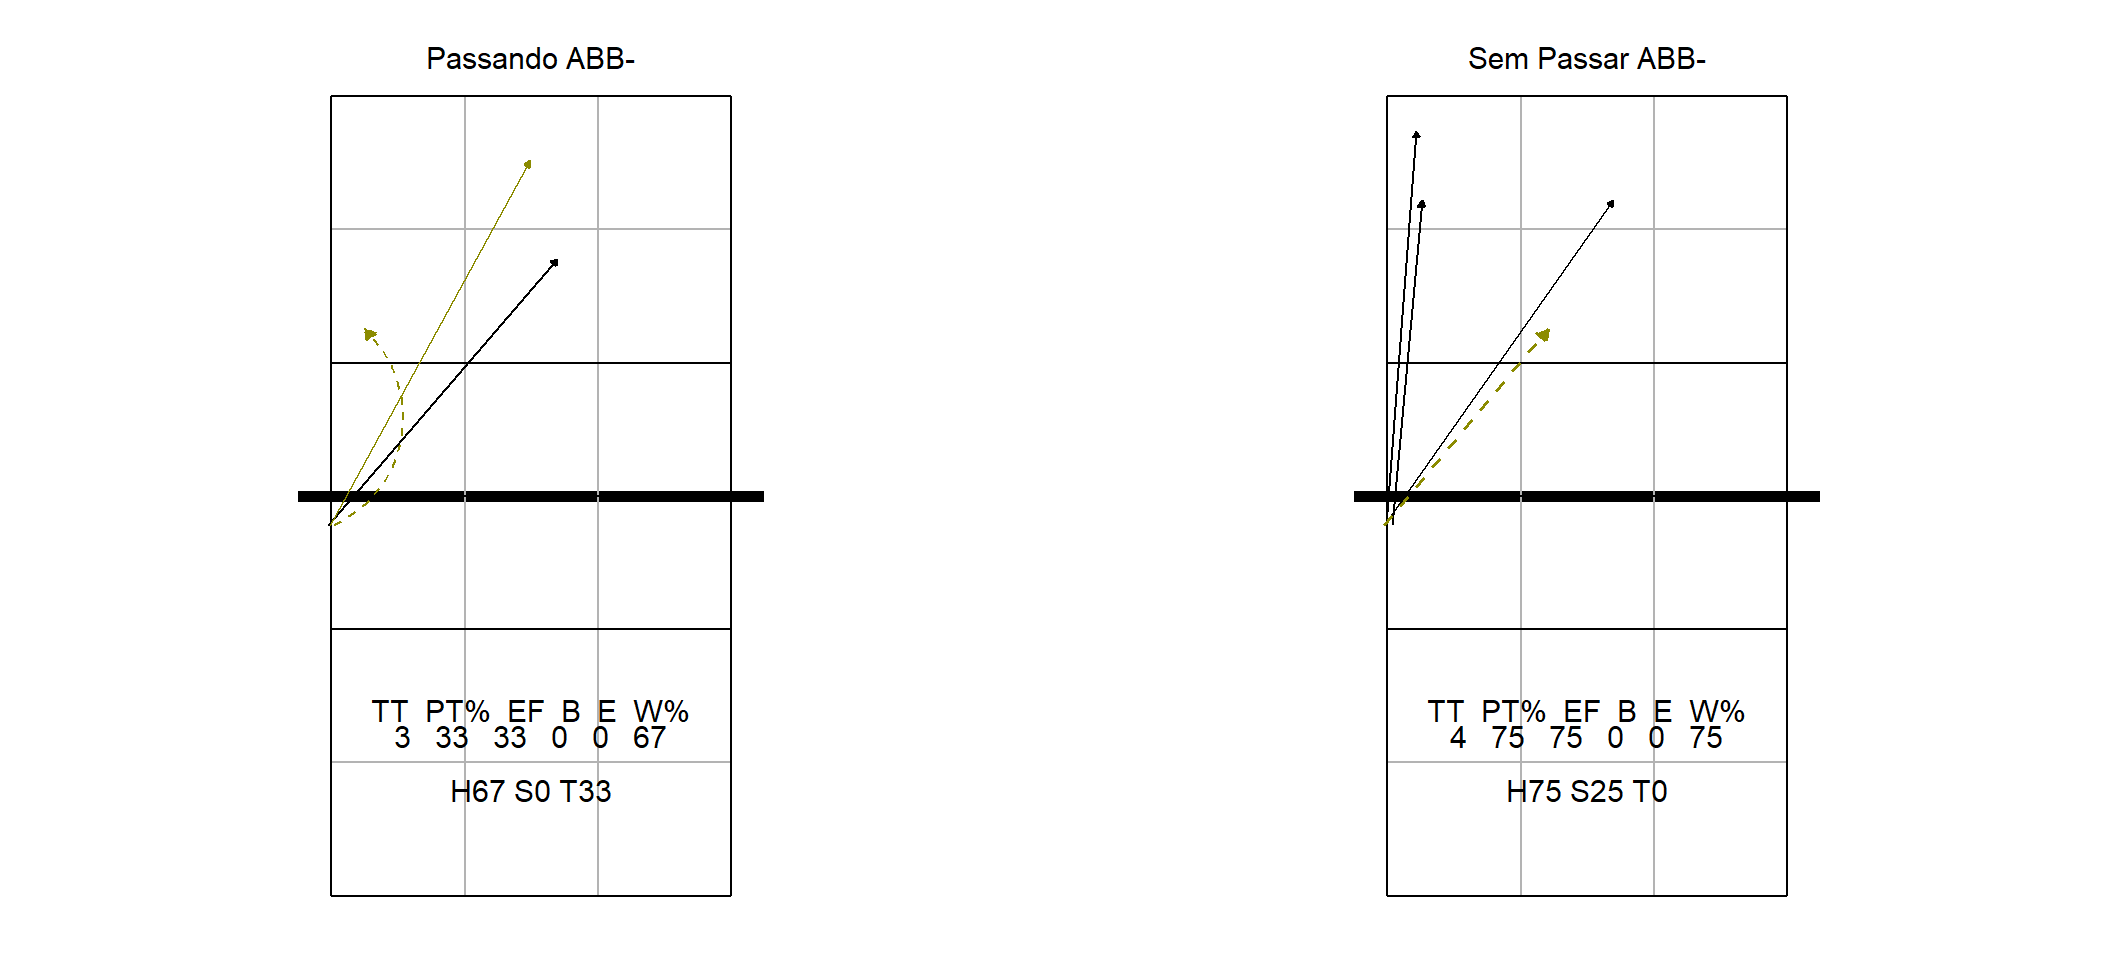 Passando ABB-
TT PT% EF B E W%
3 33 33 0 0 67
H67 S0 T33
Sem Passar ABB-
TT PT% EF B E W%
4 75 75 0 0 75
H75 S25 T0